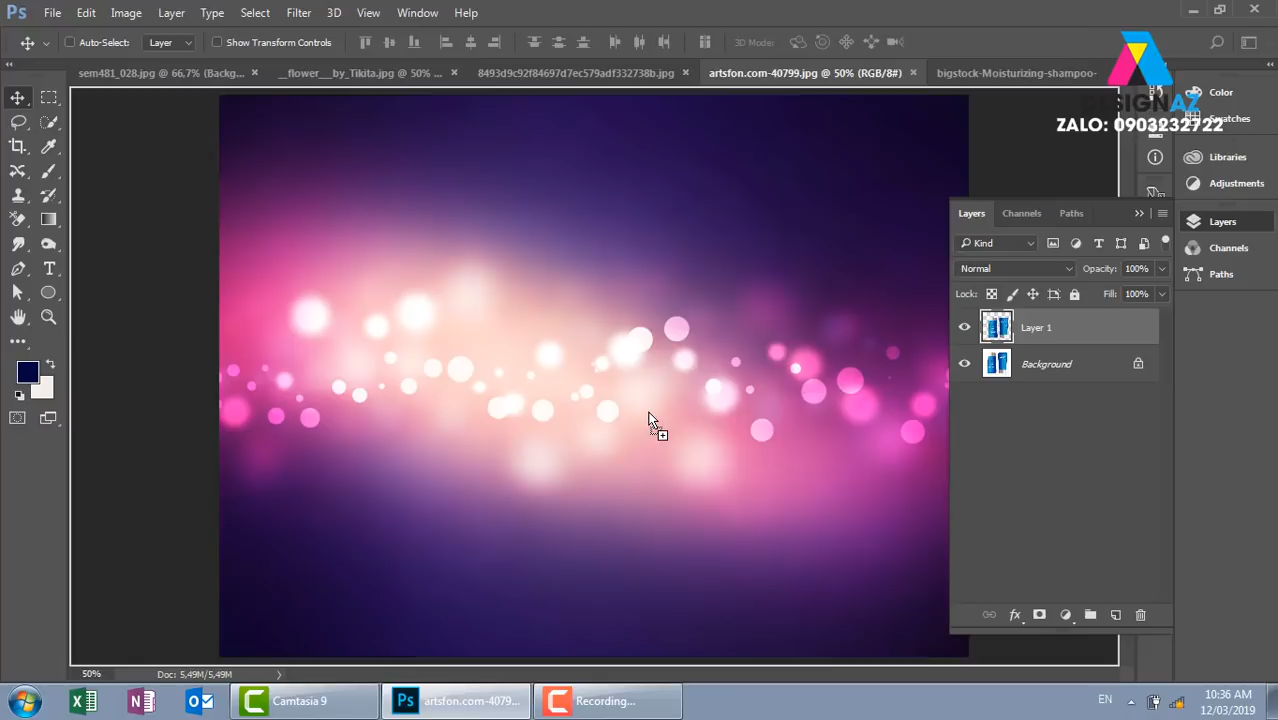 Ps File Edit Image Layer Type Select Filter 3D View Window Help
Auto-Select: Layer Show Transform Controls 3D Mode:
sem481_028.jpg @ 66,7% (Backg... × __flower__by_Tikita.jpg @ 50% ... × 8493d9c92f84697d7ec579adf332738b.jpg × artsfon.com-40799.jpg @ 50% (RGB/8#) × bigstock-Moisturizing-shampoo-
DESIGNAZ
ZALO: 0903232722
Color
Swatches
Libraries
Adjustments
Layers
Channels
Paths
Layers Channels Paths
Kind
Normal Opacity: 100%
Lock: Fill: 100%
Layer 1
Background
fx
50% Doc: 5,49M/5,49M
Camtasia 9
Ps artsfon.com-4079...
Recording...
EN
10:36 AM
12/03/2019